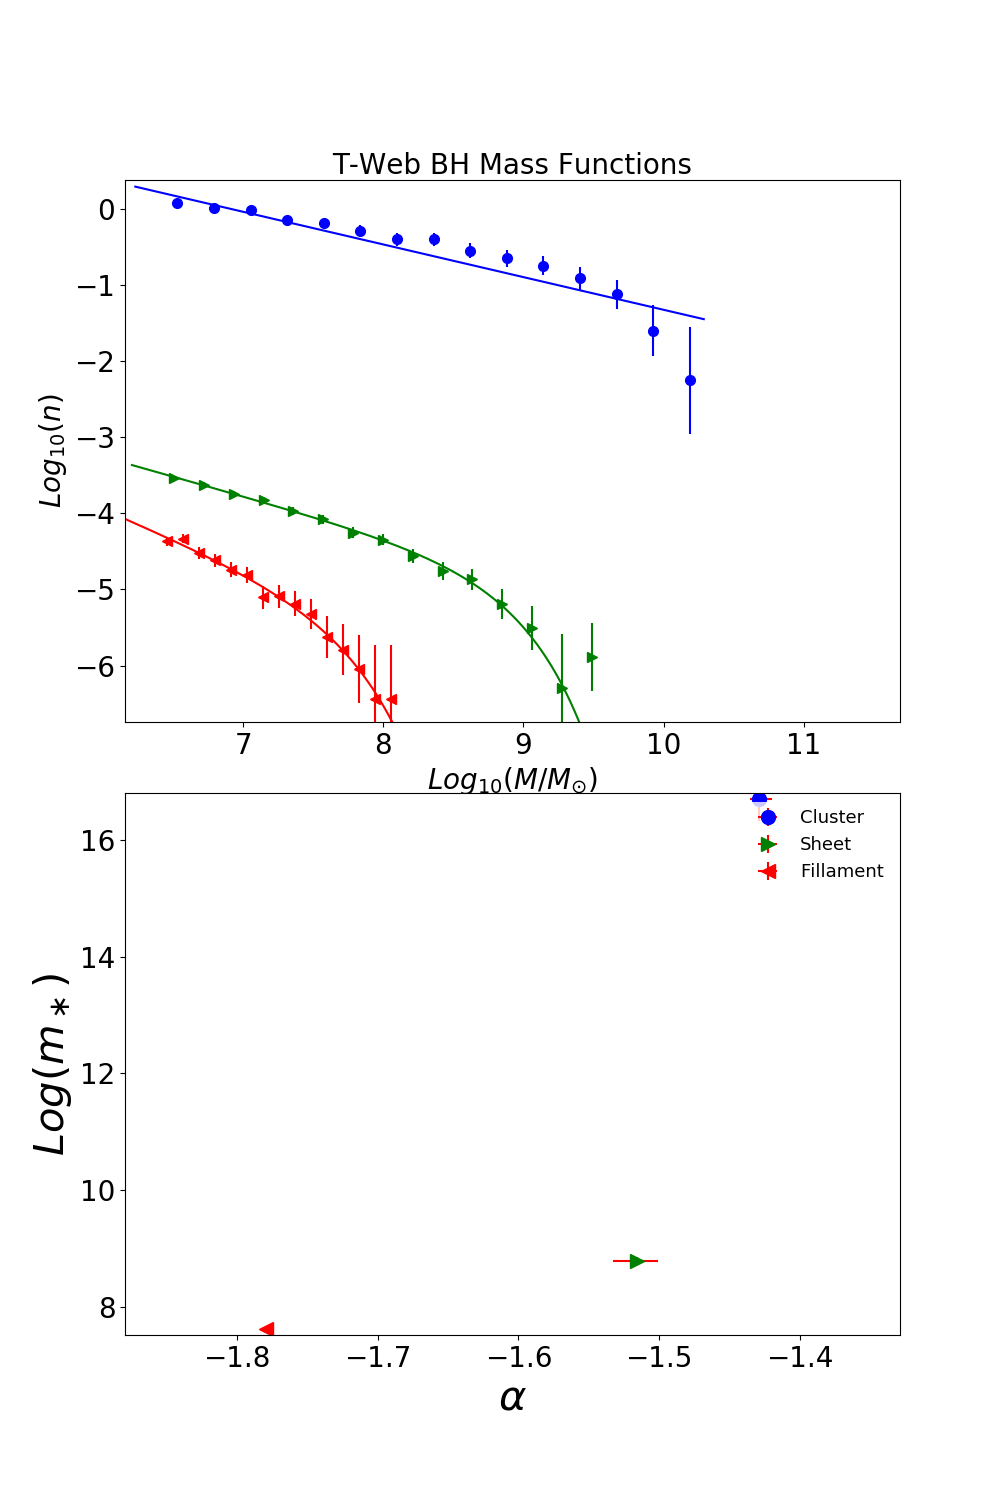 T-Web BH Mass Functions
0
−1
−2
−3
−4
−5
−6
Log₁₀(n)
7 8 9 10 11
Log₁₀(M/M⊙)
16
14
12
10
8
Log(m∗)
Cluster
Sheet
Fillament
−1.8 −1.7 −1.6 −1.5 −1.4
α